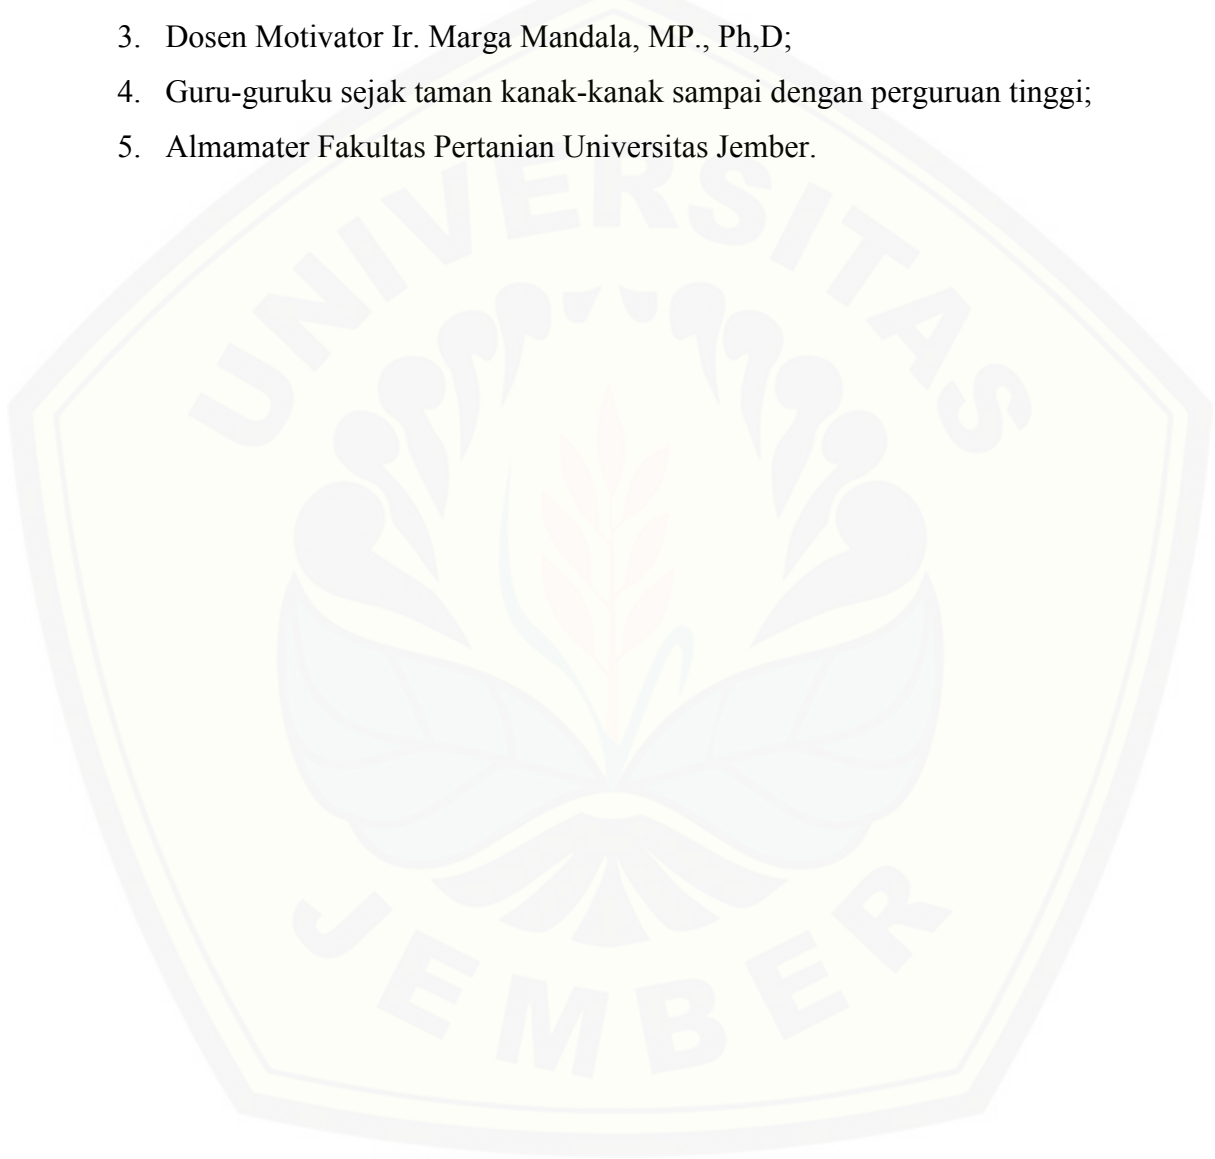 3. Dosen Motivator Ir. Marga Mandala, MP., Ph,D;
4. Guru-guruku sejak taman kanak-kanak sampai dengan perguruan tinggi;
5. Almamater Fakultas Pertanian Universitas Jember.
UNIVERSITAS
JEMBER